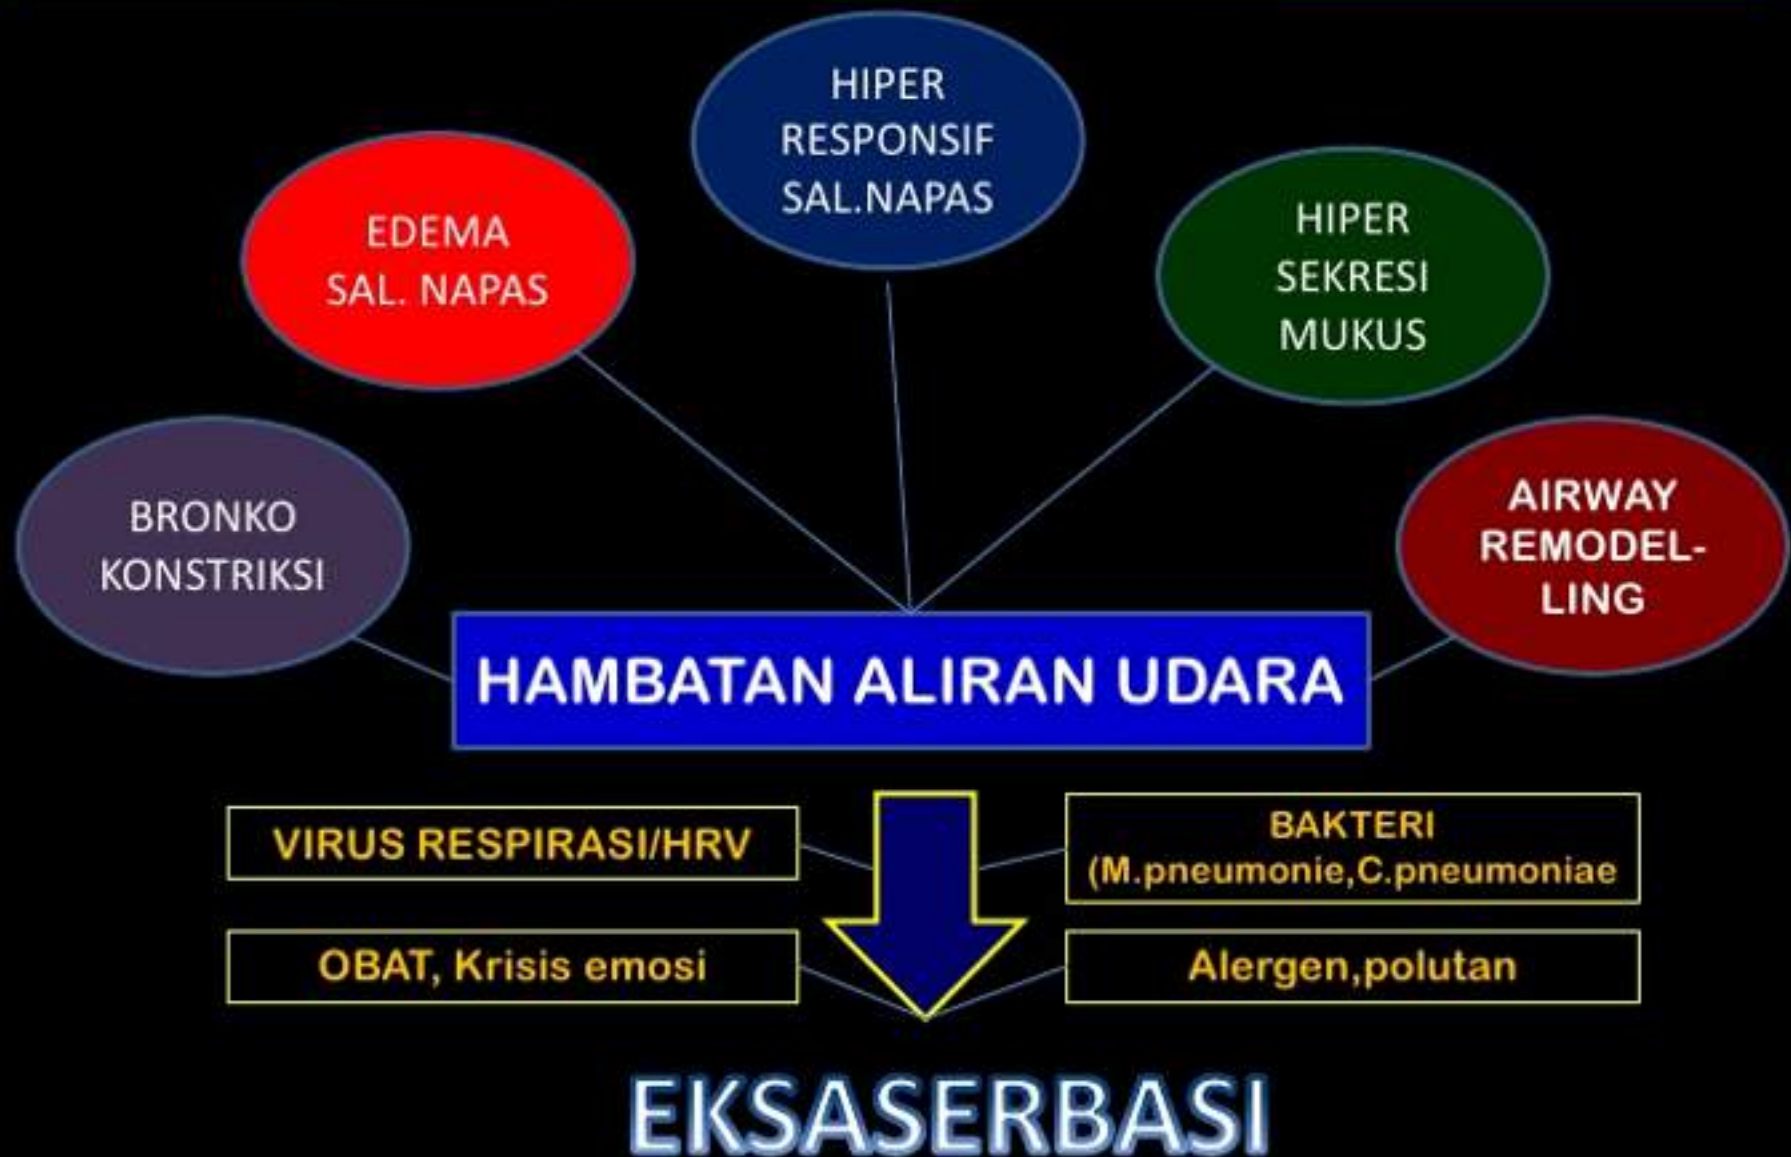 HIPER
RESPONSIF
SAL.NAPAS
EDEMA
SAL. NAPAS
HIPER
SEKRESI
MUKUS
BRONKO
KONSTRIKSI
AIRWAY
REMODEL-
LING
HAMBATAN ALIRAN UDARA
VIRUS RESPIRASI/HRV
BAKTERI
(M.pneumonie,C.pneumoniae
OBAT, Krisis emosi
Alergen,polutan
EKSASERBASI